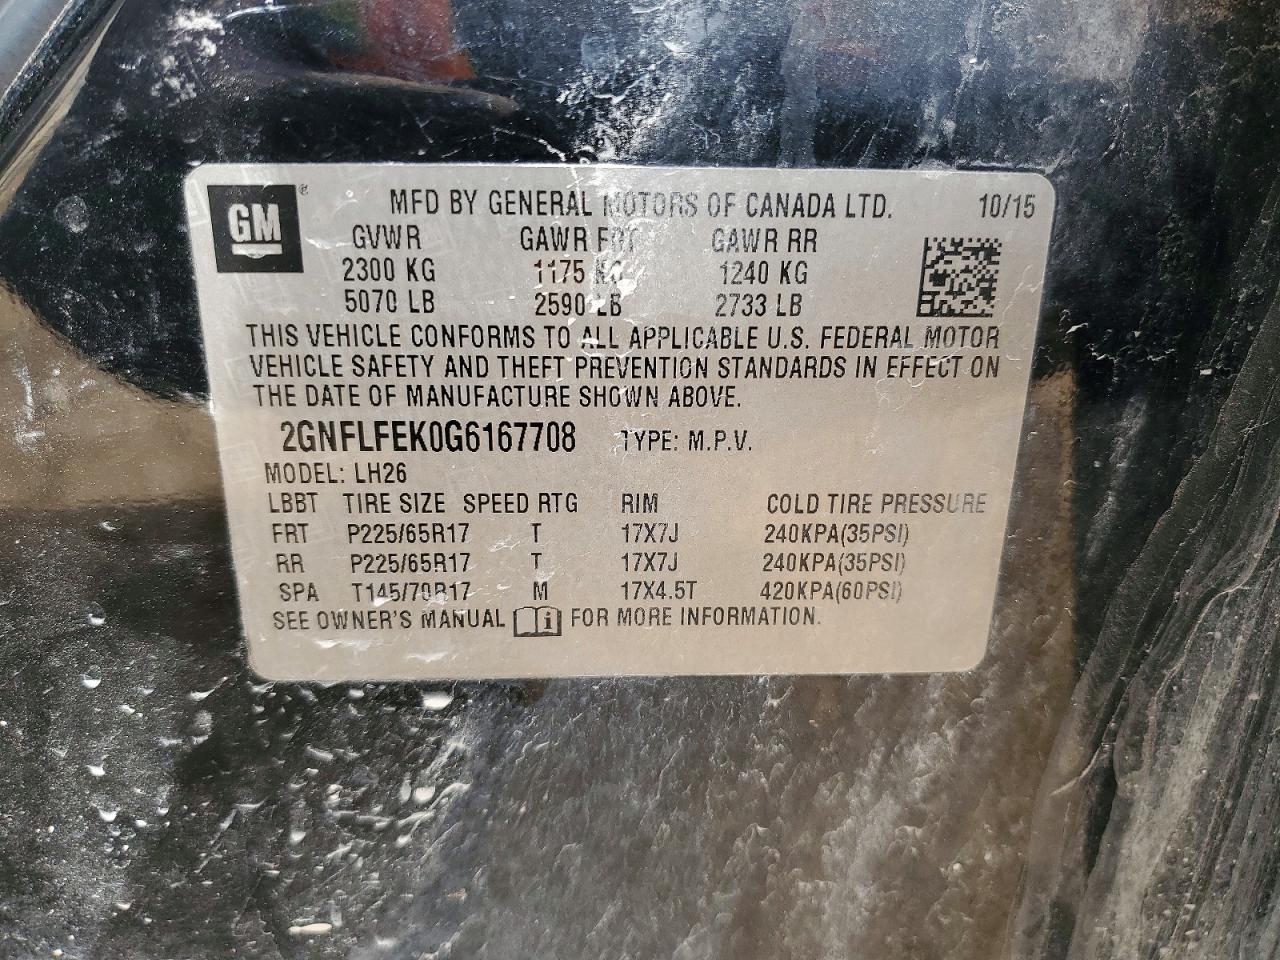 GM® MFD BY GENERAL MOTORS OF CANADA LTD. 10/15
GVWR GAWR FRT GAWR RR
2300 KG 1175 KG 1240 KG
5070 LB 2590 LB 2733 LB
THIS VEHICLE CONFORMS TO ALL APPLICABLE U.S. FEDERAL MOTOR
VEHICLE SAFETY AND THEFT PREVENTION STANDARDS IN EFFECT ON
THE DATE OF MANUFACTURE SHOWN ABOVE.
2GNFLFEK0G6167708 TYPE: M.P.V.
MODEL: LH26
LBBT TIRE SIZE SPEED RTG RIM COLD TIRE PRESSURE
FRT P225/65R17 T 17X7J 240KPA(35PSI)
RR P225/65R17 T 17X7J 240KPA(35PSI)
SPA T145/70R17 M 17X4.5T 420KPA(60PSI)
SEE OWNER'S MANUAL i FOR MORE INFORMATION.